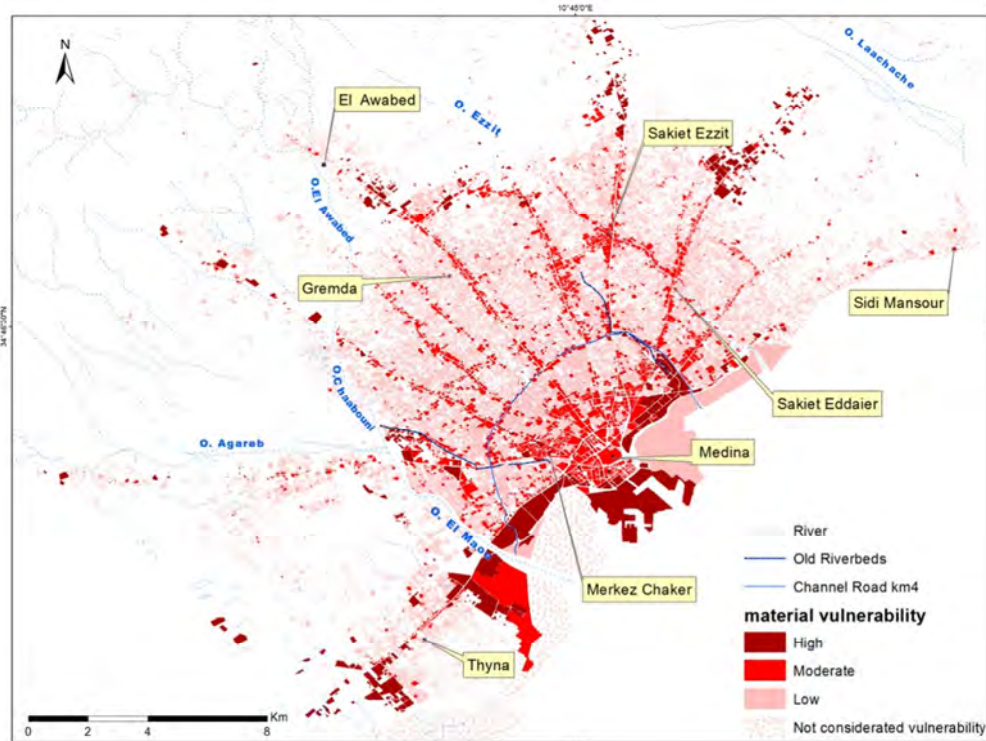 10°45'0"E
N
O. Laachache
El Awabed
O. Ezzit
Sakiet Ezzit
O.El Awabed
Gremda
Sidi Mansour
O.Chaabouni
Sakiet Eddaier
O. Agareb
Medina
O. El Maou
Merkez Chaker
Thyna
River
Old Riverbeds
Channel Road km4
material vulnerability
High
Moderate
Low
Not considerated vulnerability
0 2 4 8 Km